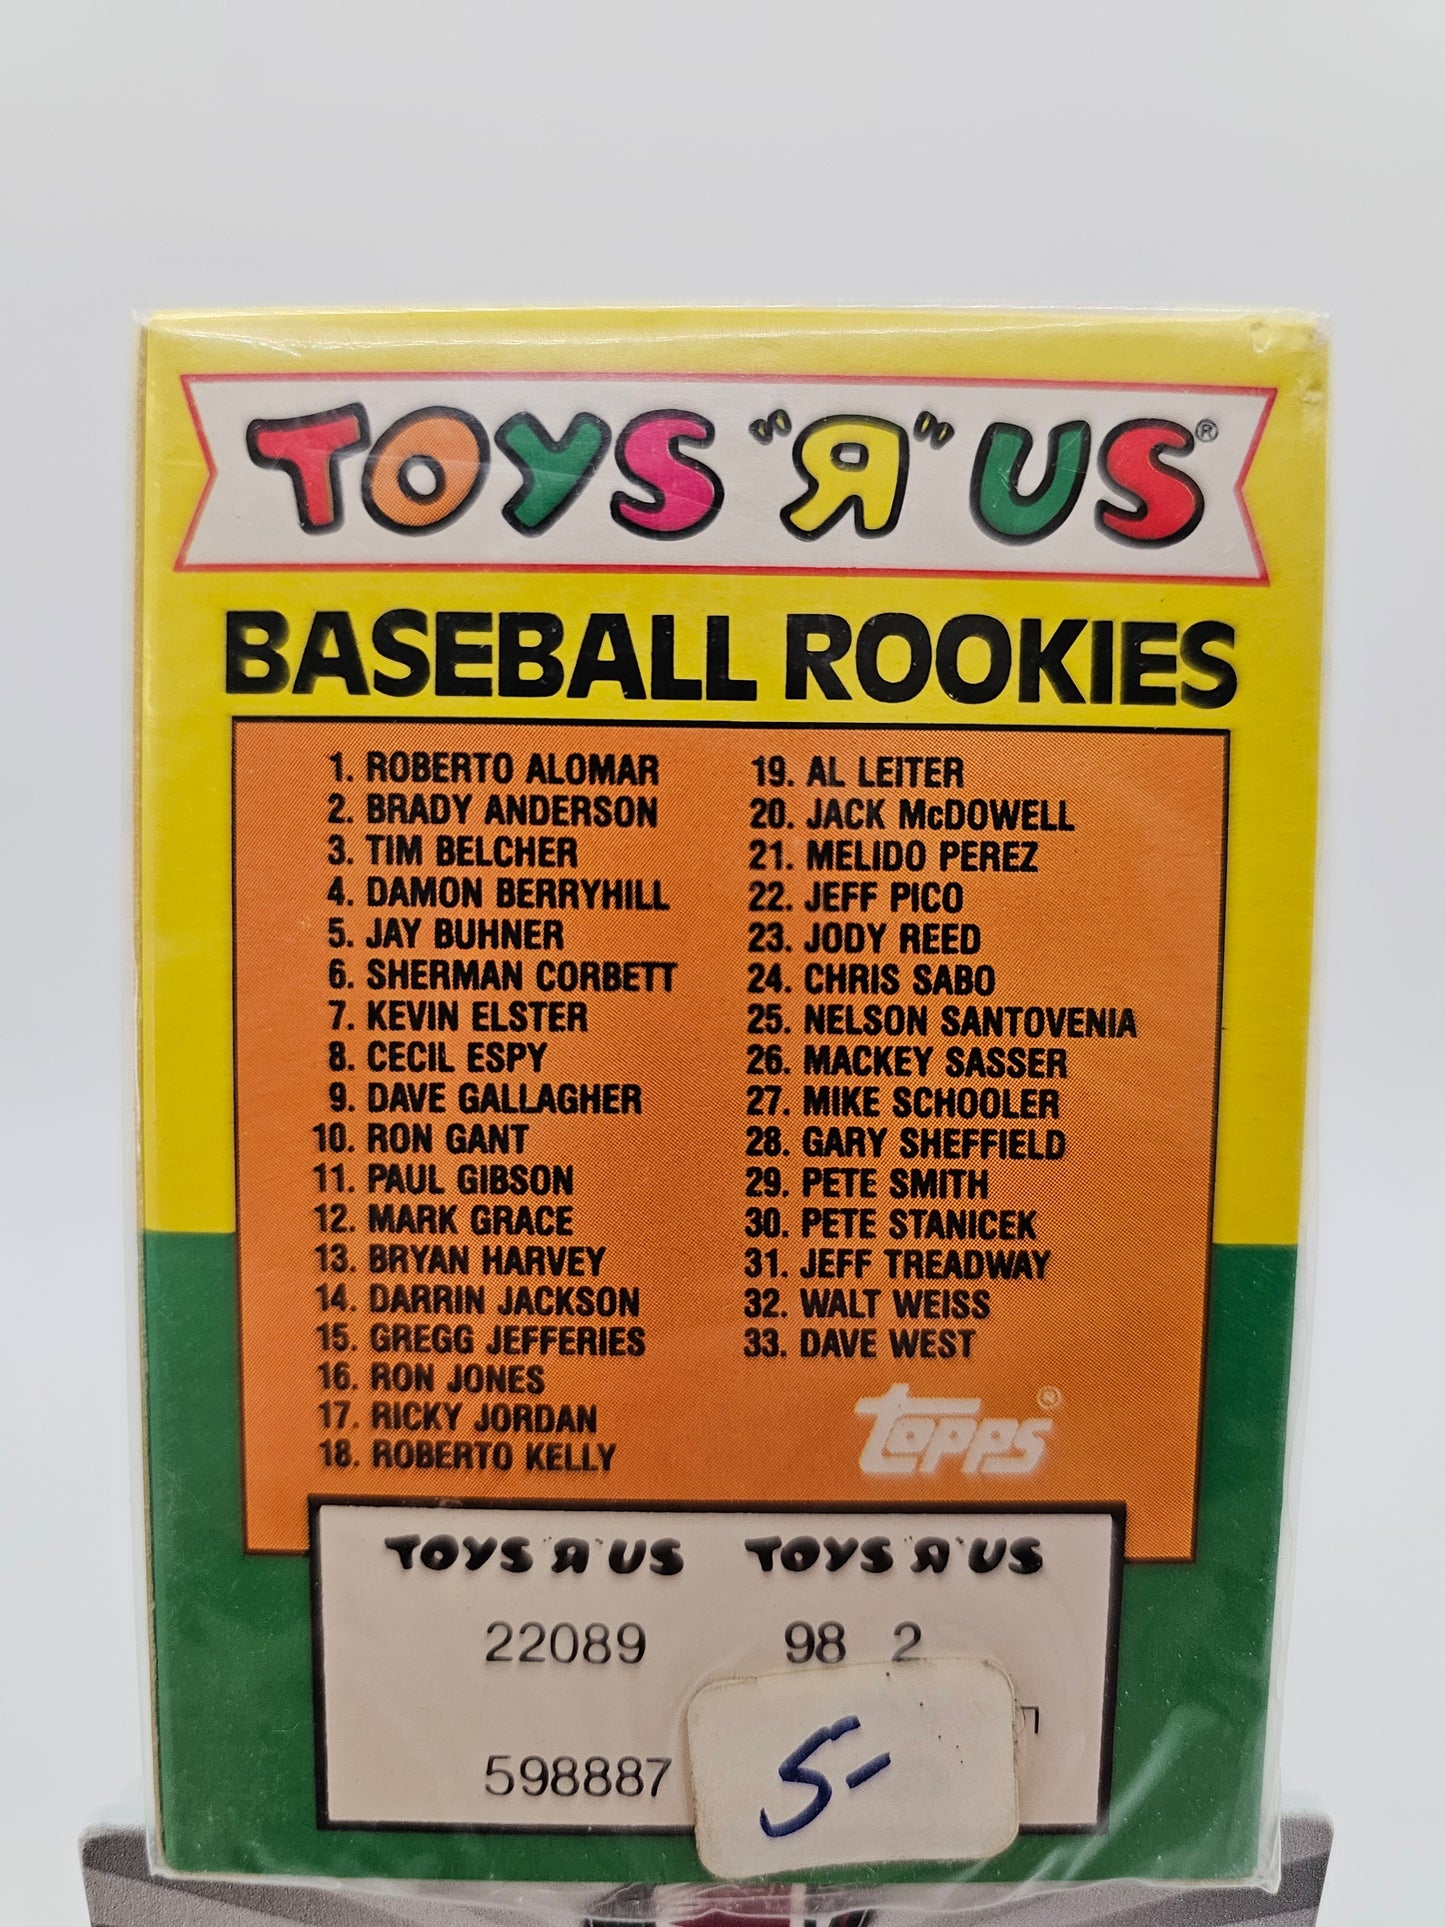 TOYS "R" US®
BASEBALL ROOKIES
1. ROBERTO ALOMAR
2. BRADY ANDERSON
3. TIM BELCHER
4. DAMON BERRYHILL
5. JAY BUHNER
6. SHERMAN CORBETT
7. KEVIN ELSTER
8. CECIL ESPY
9. DAVE GALLAGHER
10. RON GANT
11. PAUL GIBSON
12. MARK GRACE
13. BRYAN HARVEY
14. DARRIN JACKSON
15. GREGG JEFFERIES
16. RON JONES
17. RICKY JORDAN
18. ROBERTO KELLY
19. AL LEITER
20. JACK McDOWELL
21. MELIDO PEREZ
22. JEFF PICO
23. JODY REED
24. CHRIS SABO
25. NELSON SANTOVENIA
26. MACKEY SASSER
27. MIKE SCHOOLER
28. GARY SHEFFIELD
29. PETE SMITH
30. PETE STANICEK
31. JEFF TREADWAY
32. WALT WEISS
33. DAVE WEST
topps®
TOYS "R" US TOYS "R" US
22089 98 2
598887
5-